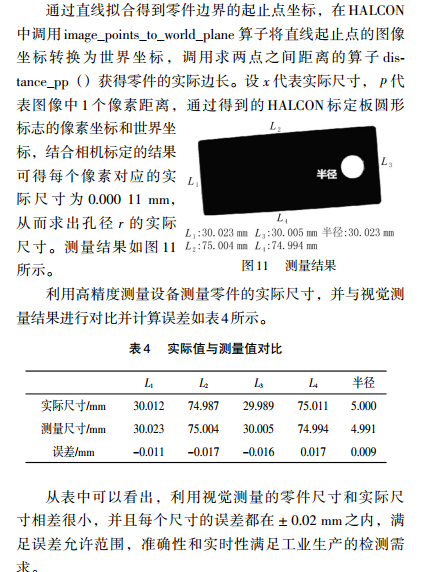 通过直线拟合得到零件边界的起止点坐标，在HALCON
中调用image_points_to_world_plane算子将直线起止点的图像
坐标转换为世界坐标，调用求两点之间距离的算子dis-
tance_pp（）获得零件的实际边长。设x代表实际尺寸，P代
表图像中1个像素距离，通过得到的HALCON标定板圆形
标志的像素坐标和世界坐
标，结合相机标定的结果
可得每个像素对应的实
际尺寸为0.000 11 mm，
从而求出孔径r的实际
尺寸。测量结果如图11
所示。
L₂
L₁
半径
L₃
L₄
L₁:30.023 mm L₃:30.005 mm 半径:30.023 mm
L₂:75.004 mm L₄:74.994 mm
图11 测量结果
利用高精度测量设备测量零件的实际尺寸，并与视觉测
量结果进行对比并计算误差如表4所示。
表4 实际值与测量值对比
L₁ L₂ L₃ L₄ 半径
实际尺寸/mm 30.012 74.987 29.989 75.011 5.000
测量尺寸/mm 30.023 75.004 30.005 74.994 4.991
误差/mm -0.011 -0.017 -0.016 0.017 0.009
从表中可以看出，利用视觉测量的零件尺寸和实际尺
寸相差很小，并且每个尺寸的误差都在±0.02 mm之内，满
足误差允许范围，准确性和实时性满足工业生产的检测需
求。